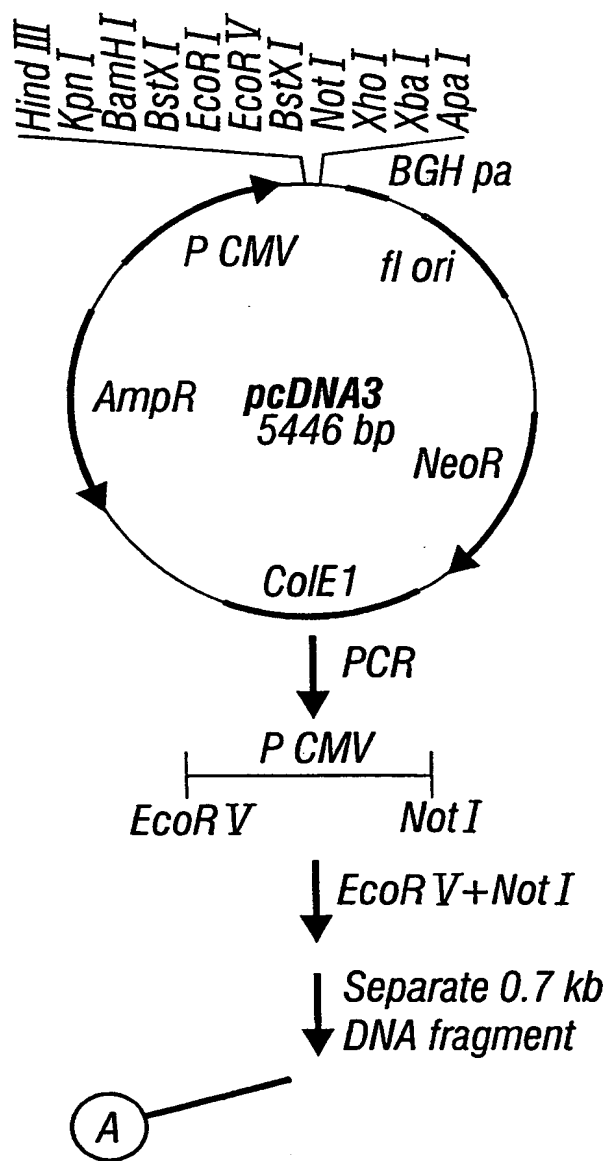 Hind III
Kpn I
BamH I
BstX I
EcoR I
EcoR V
BstX I
Not I
Xho I
Xba I
Apa I
BGH pa
P CMV
fl ori
AmpR
pcDNA3
5446 bp
NeoR
ColE1
PCR
P CMV
EcoR V
Not I
EcoR V+Not I
Separate 0.7 kb
DNA fragment
A